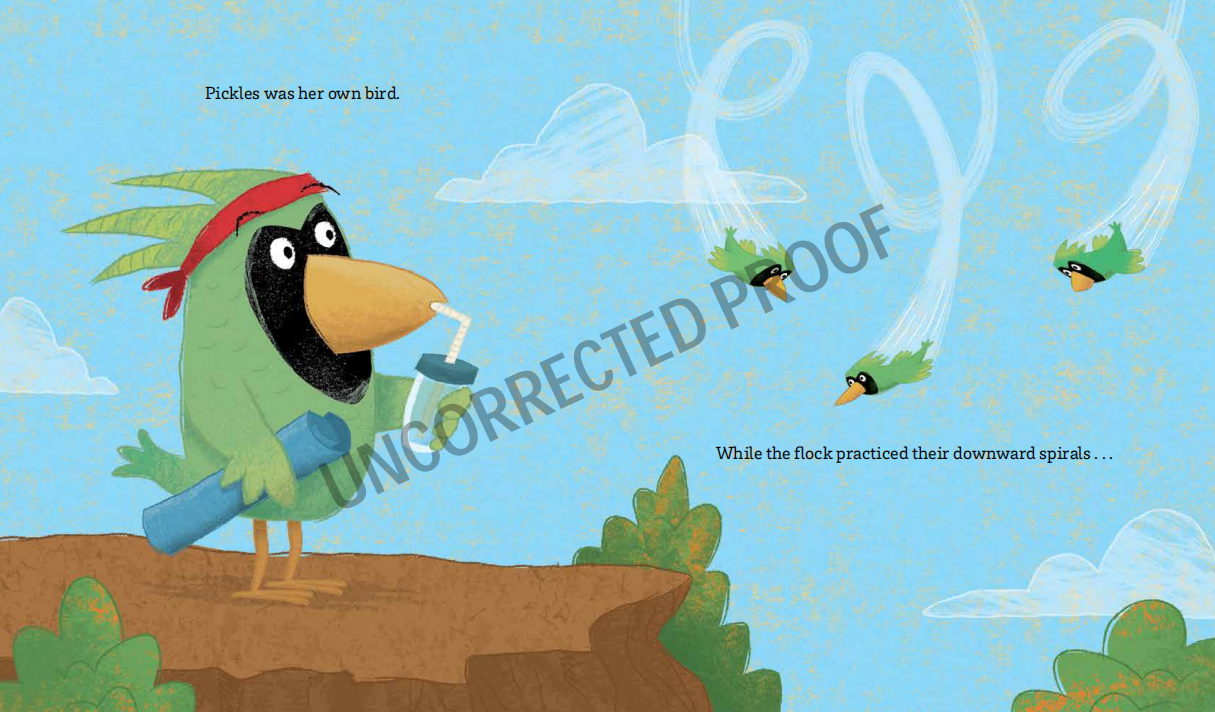 Pickles was her own bird.
UNCORRECTED PROOF
While the flock practiced their downward spirals . . .